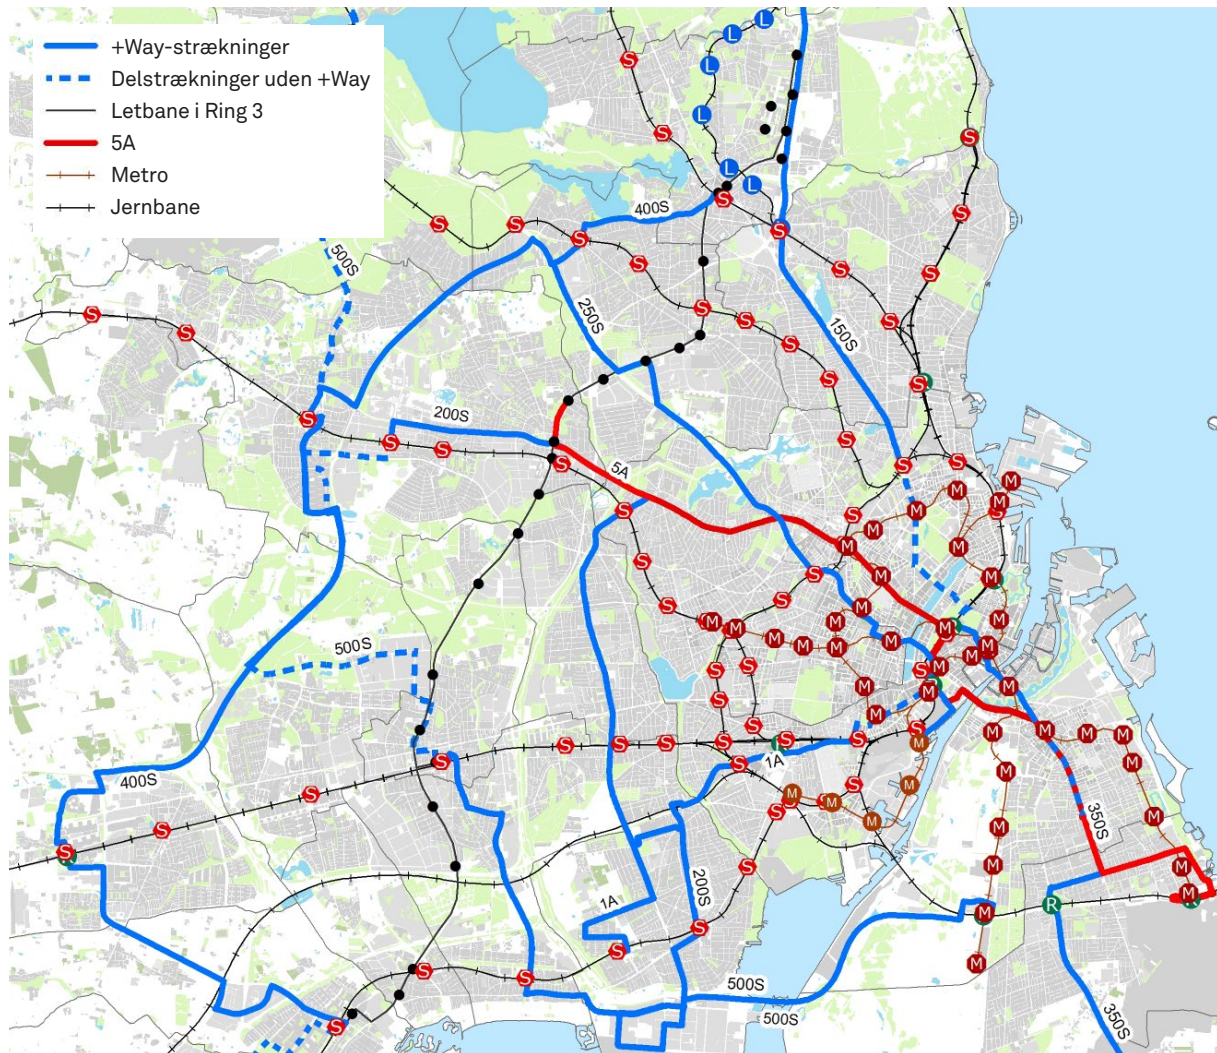 +Way-strækninger
Delstrækninger uden +Way
Letbane i Ring 3
5A
Metro
Jernbane
400S
500S
250S
150S
200S
5A
500S
400S
1A
350S
200S
1A
500S
500S
350S
S
L
M
R